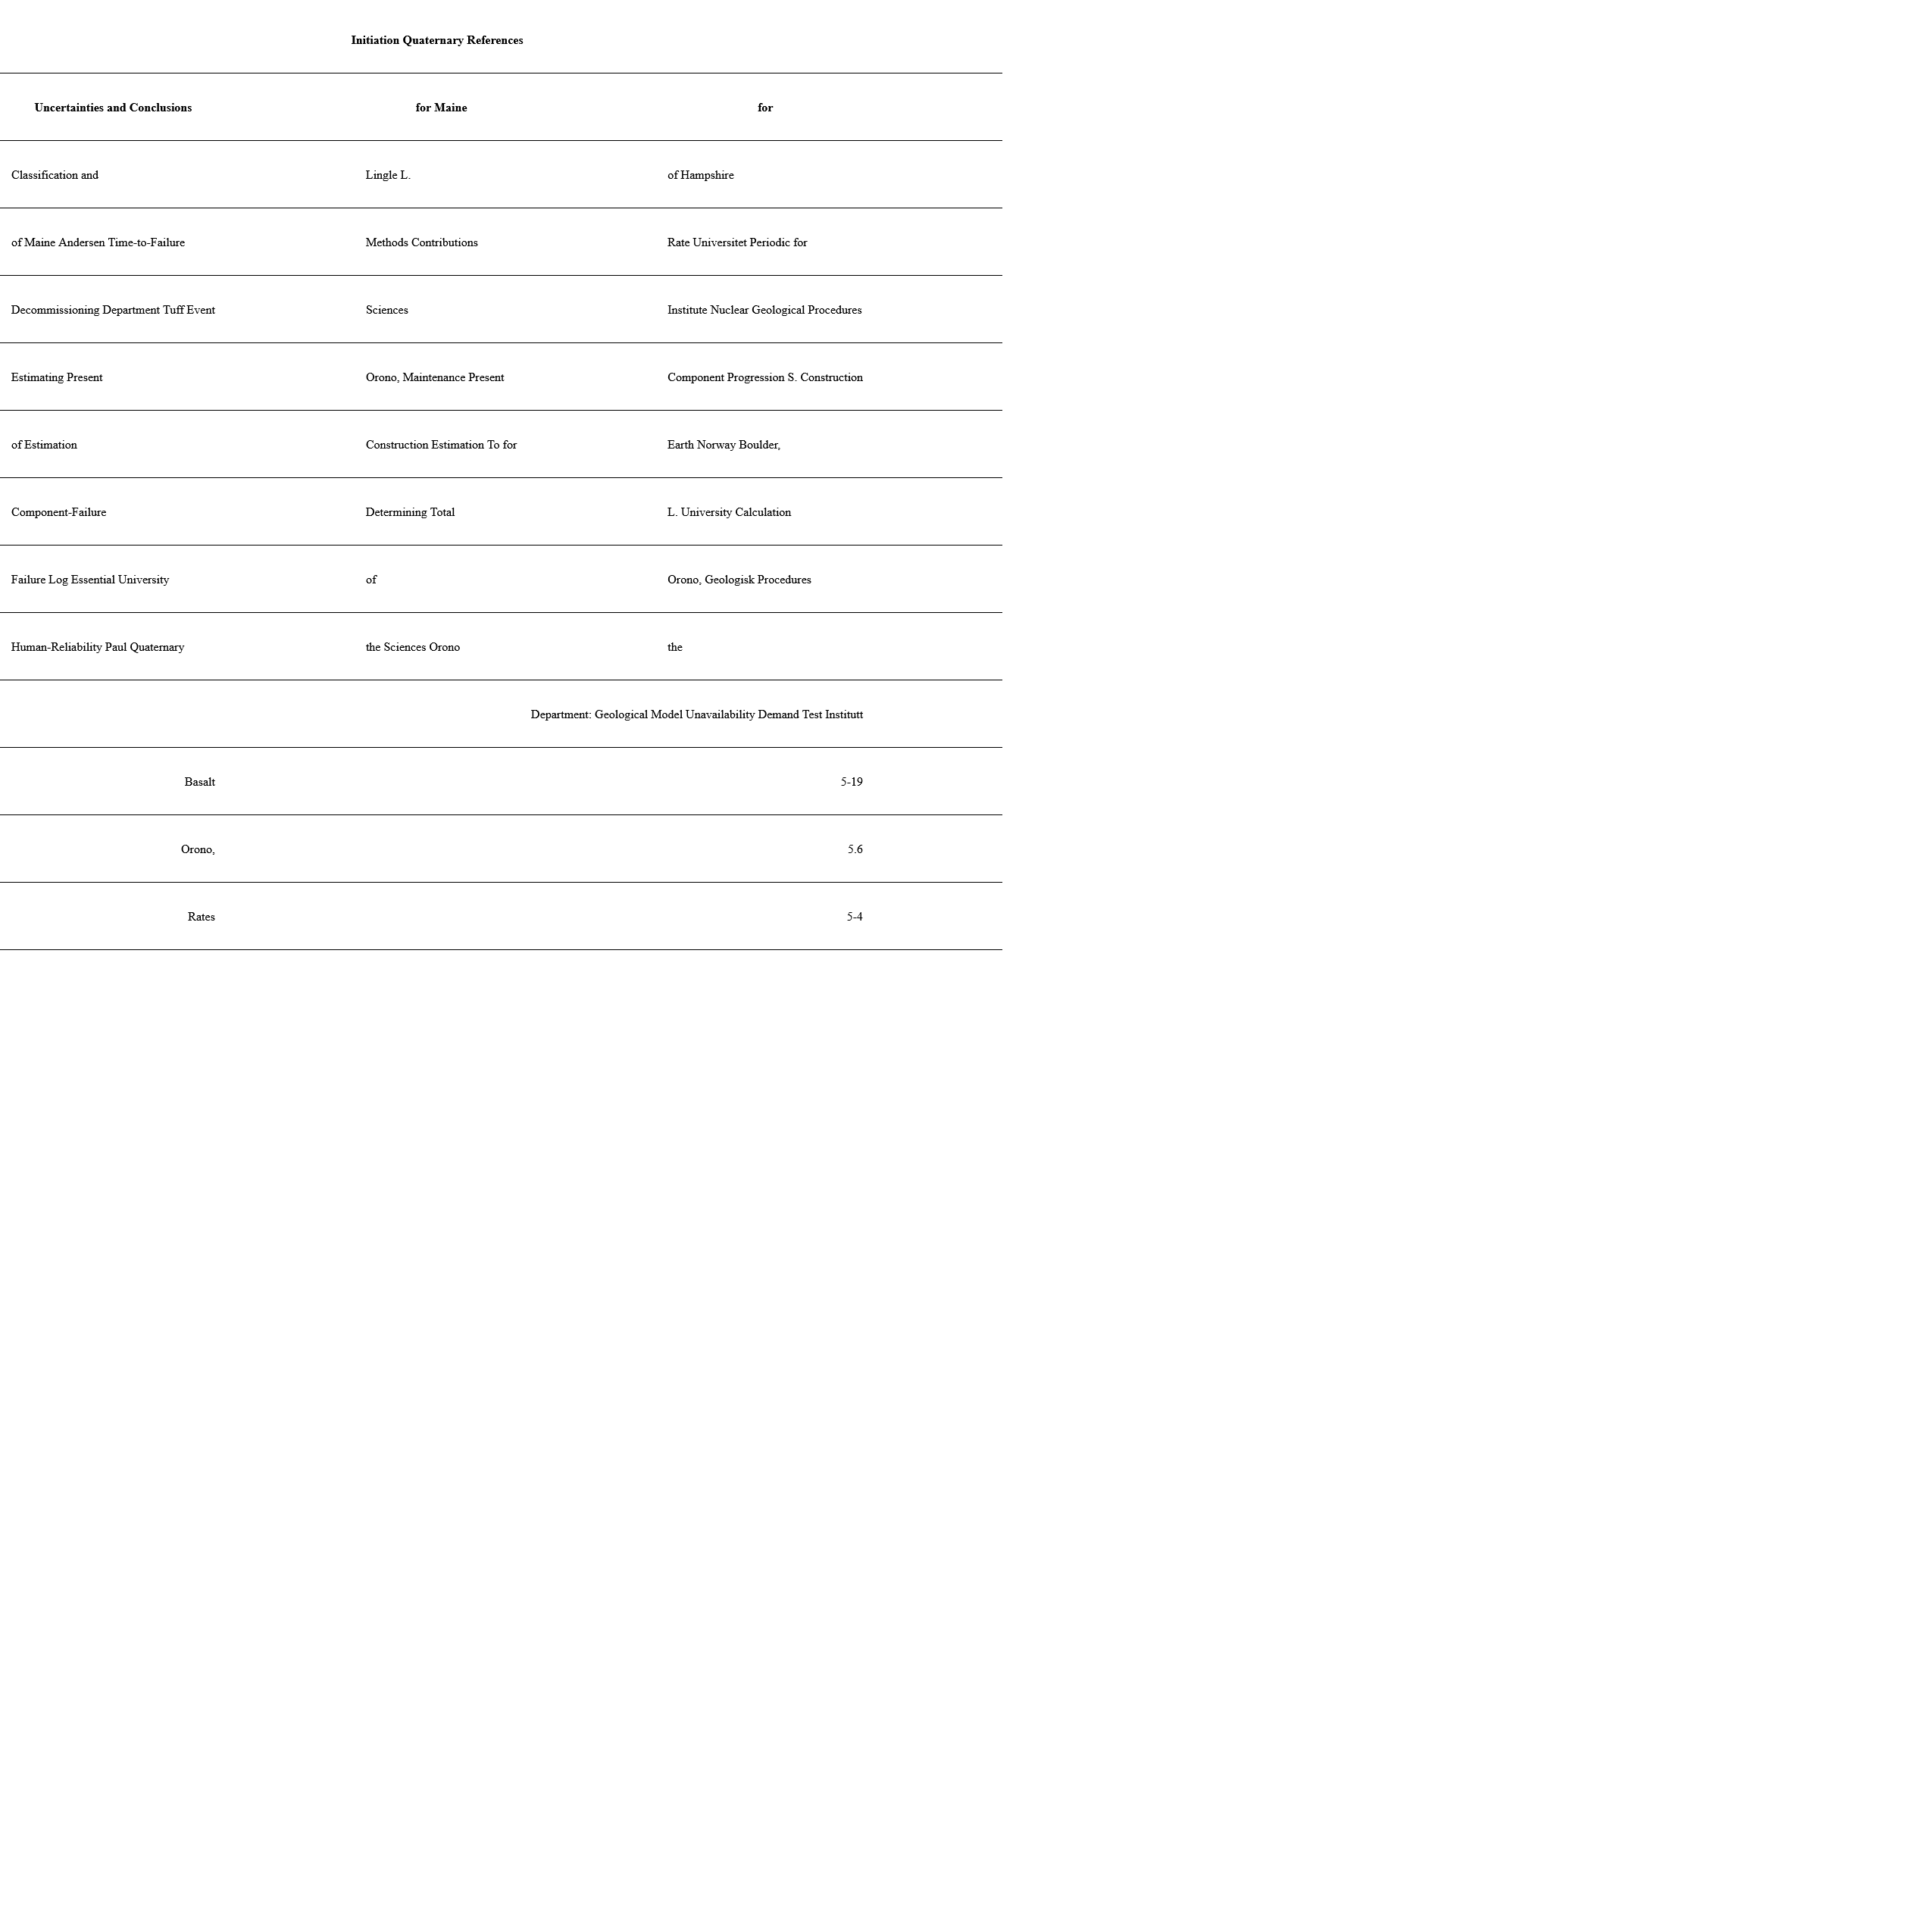 Initiation Quaternary References
Uncertainties and Conclusions for Maine for
Classification and Lingle L. of Hampshire
of Maine Andersen Time-to-Failure Methods Contributions Rate Universitet Periodic for
Decommissioning Department Tuff Event Sciences Institute Nuclear Geological Procedures
Estimating Present Orono, Maintenance Present Component Progression S. Construction
of Estimation Construction Estimation To for Earth Norway Boulder,
Component-Failure Determining Total L. University Calculation
Failure Log Essential University of Orono, Geologisk Procedures
Human-Reliability Paul Quaternary the Sciences Orono the
Department: Geological Model Unavailability Demand Test Institutt
Basalt 5-19
Orono, 5.6
Rates 5-4